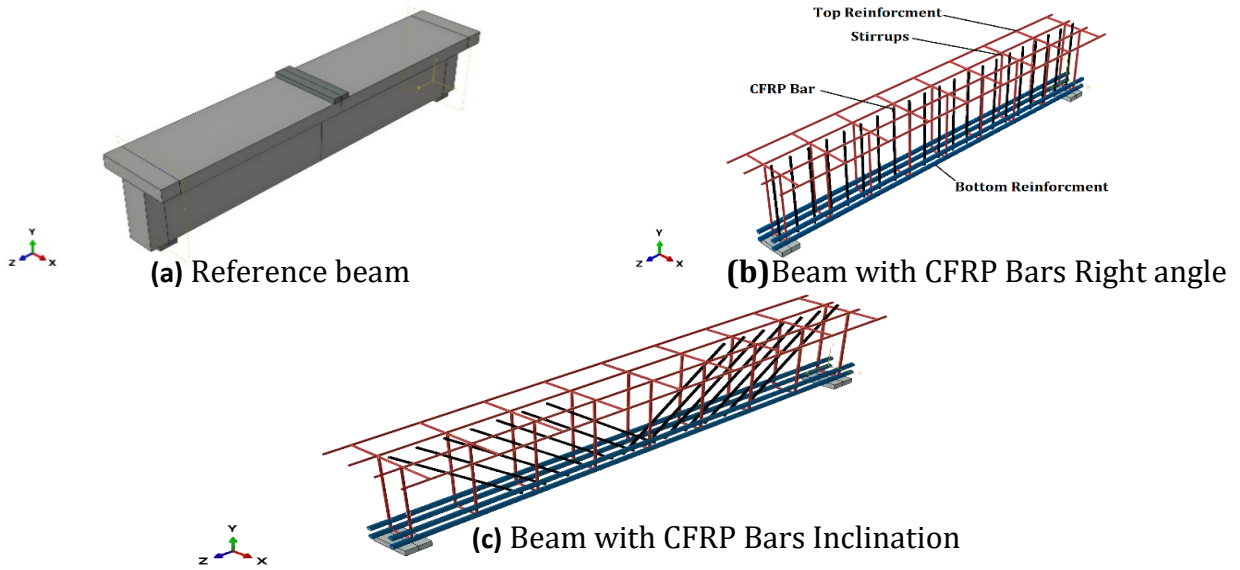 Top Reinforcment
Stirrups
CFRP Bar
Bottom Reinforcment
Y
Z X
(a) Reference beam
Y
Z X
(b)Beam with CFRP Bars Right angle
Y
Z X
(c) Beam with CFRP Bars Inclination